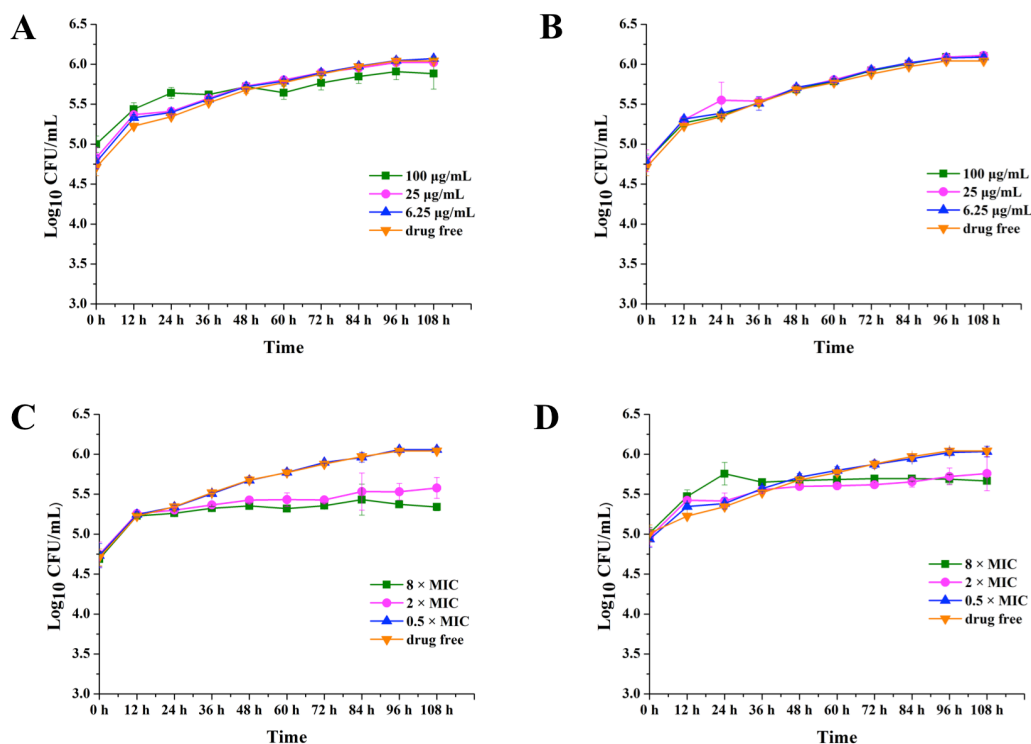 A
Log10 CFU/mL
6.5
6.0
5.5
5.0
4.5
4.0
3.5
3.0
100 μg/mL
25 μg/mL
6.25 μg/mL
drug free
0 h 12 h 24 h 36 h 48 h 60 h 72 h 84 h 96 h 108 h
Time
B
Log10 CFU/mL
6.5
6.0
5.5
5.0
4.5
4.0
3.5
3.0
100 μg/mL
25 μg/mL
6.25 μg/mL
drug free
0 h 12 h 24 h 36 h 48 h 60 h 72 h 84 h 96 h 108 h
Time
C
Log10 CFU/mL
6.5
6.0
5.5
5.0
4.5
4.0
3.5
3.0
8 × MIC
2 × MIC
0.5 × MIC
drug free
0 h 12 h 24 h 36 h 48 h 60 h 72 h 84 h 96 h 108 h
Time
D
Log10 CFU/mL
6.5
6.0
5.5
5.0
4.5
4.0
3.5
3.0
8 × MIC
2 × MIC
0.5 × MIC
drug free
0 h 12 h 24 h 36 h 48 h 60 h 72 h 84 h 96 h 108 h
Time